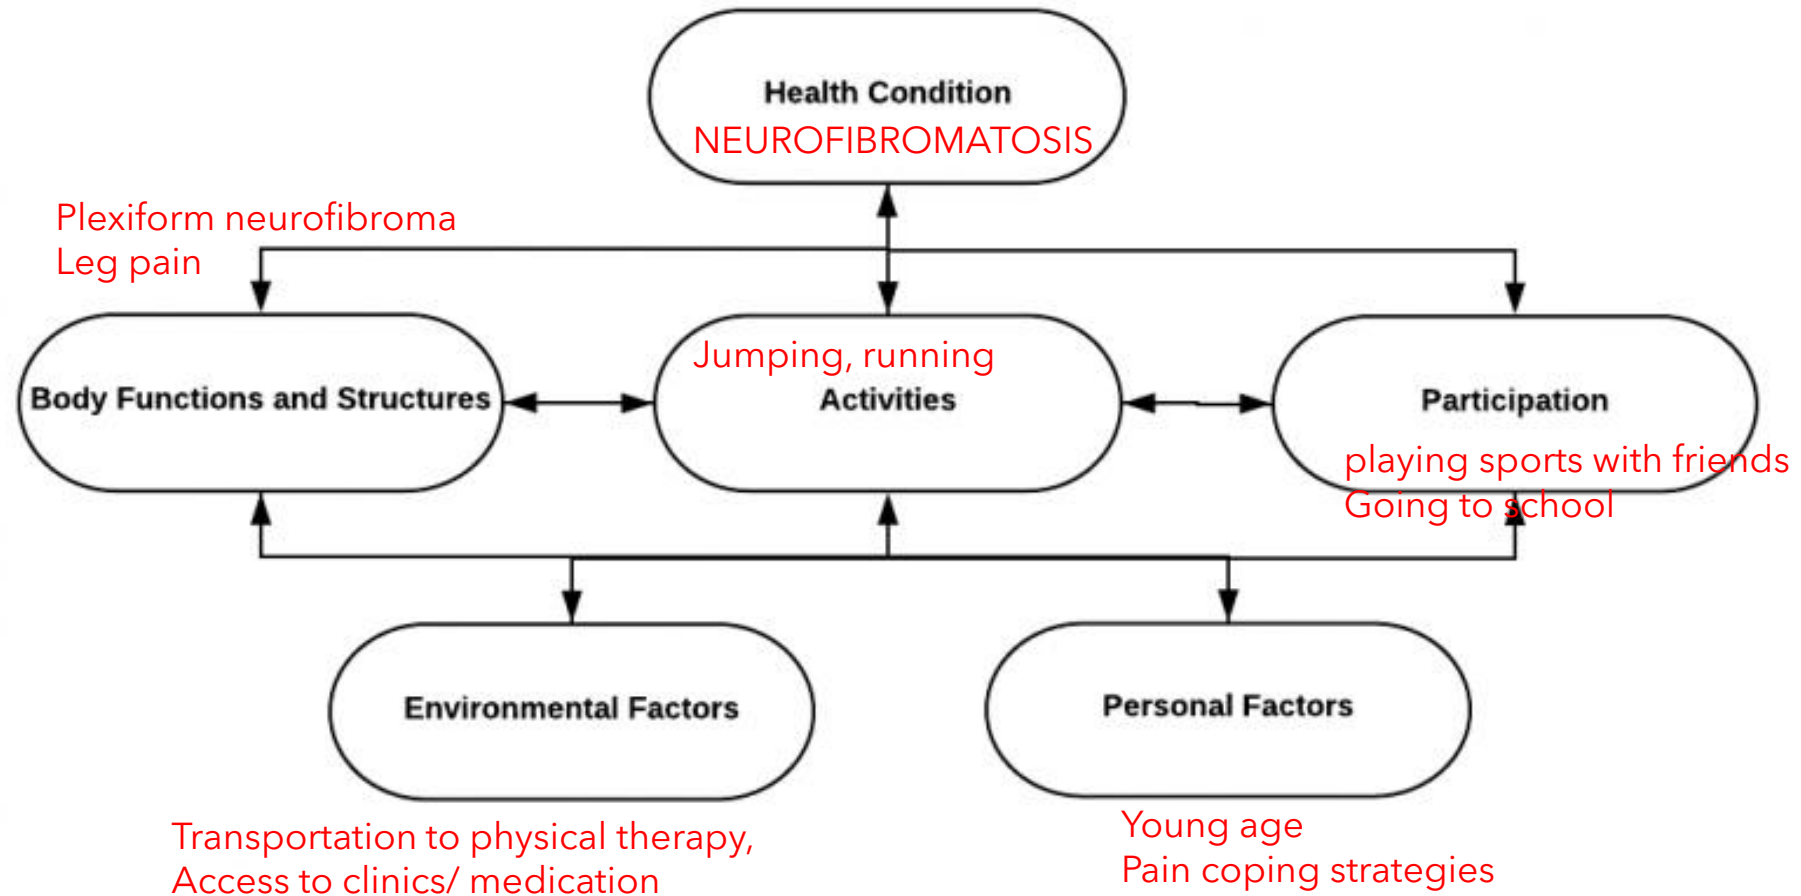 Health Condition
NEUROFIBROMATOSIS
Plexiform neurofibroma
Leg pain
Body Functions and Structures
Jumping, running
Activities
Participation
playing sports with friends
Going to school
Environmental Factors
Transportation to physical therapy,
Access to clinics/ medication
Personal Factors
Young age
Pain coping strategies